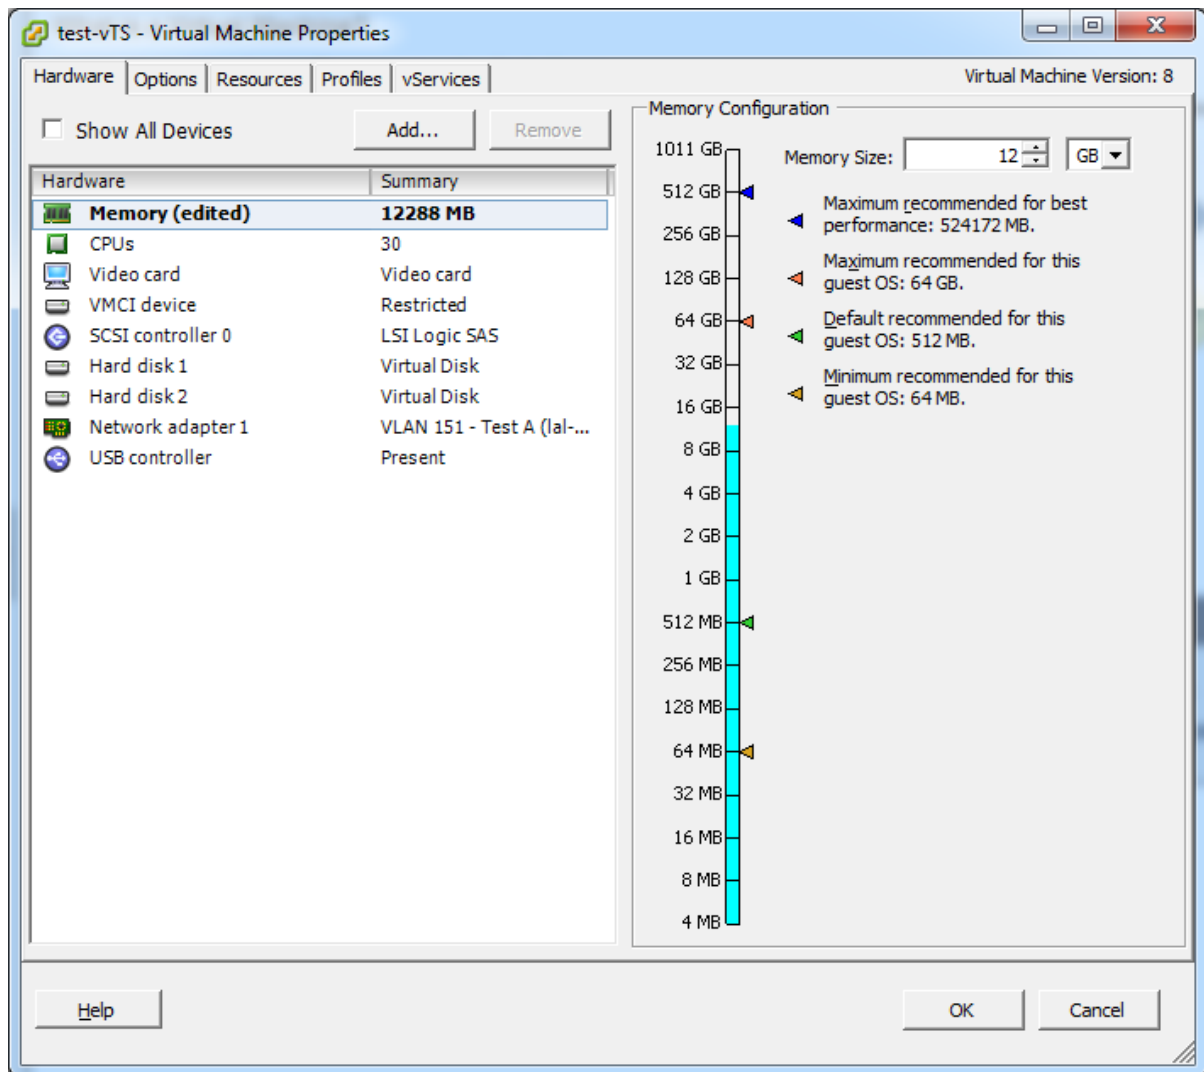 test-vTS - Virtual Machine Properties
Hardware Options Resources Profiles vServices Virtual Machine Version: 8
Show All Devices Add... Remove
Hardware Summary
Memory (edited) 12288 MB
CPUs 30
Video card Video card
VMCI device Restricted
SCSI controller 0 LSI Logic SAS
Hard disk 1 Virtual Disk
Hard disk 2 Virtual Disk
Network adapter 1 VLAN 151 - Test A (lal-...
USB controller Present
Memory Configuration
Memory Size: 12 GB
1011 GB
512 GB
256 GB
128 GB
64 GB
32 GB
16 GB
8 GB
4 GB
2 GB
1 GB
512 MB
256 MB
128 MB
64 MB
32 MB
16 MB
8 MB
4 MB
Maximum recommended for best
performance: 524172 MB.
Maximum recommended for this
guest OS: 64 GB.
Default recommended for this
guest OS: 512 MB.
Minimum recommended for this
guest OS: 64 MB.
Help OK Cancel